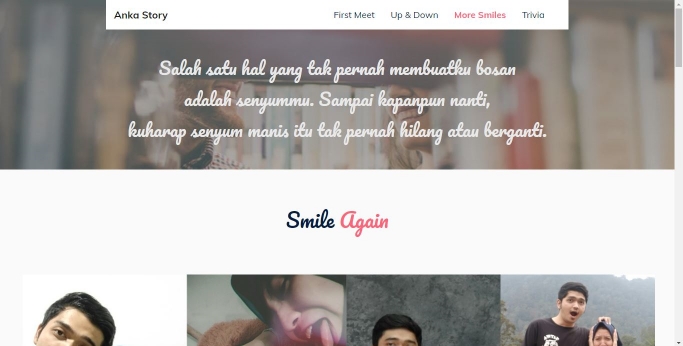 Anka Story First Meet Up & Down More Smiles Trivia
Salah satu hal yang tak pernah membuatku bosan
adalah senyummu. Sampai kapanpun nanti,
kuharap senyum manis itu tak pernah hilang atau berganti.
Smile Again